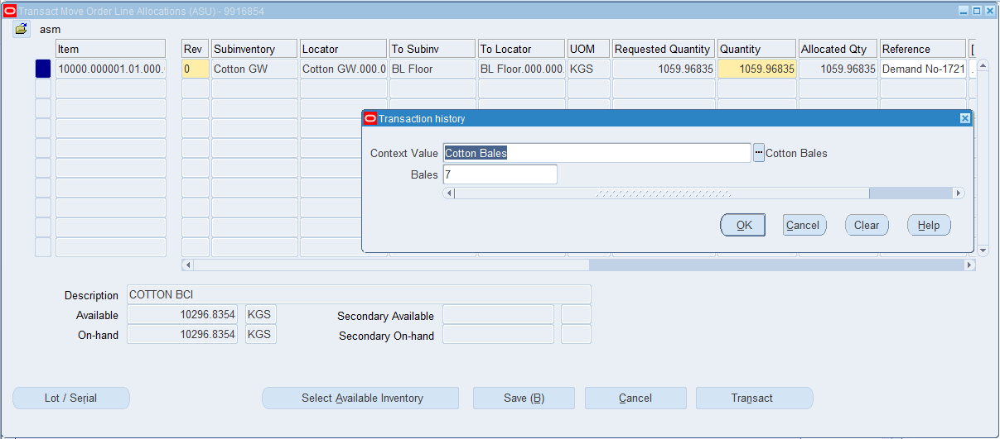 Transact Move Order Line Allocations (ASU) - 9916854
asm
Item Rev Subinventory Locator To Subinv To Locator UOM Requested Quantity Quantity Allocated Qty Reference [
10000.000001.01.000. 0 Cotton GW Cotton GW.000.0 BL Floor BL Floor.000.000. KGS 1059.96835 1059.96835 1059.96835 Demand No-1721 .
Transaction history
Context Value Cotton Bales ... Cotton Bales
Bales 7
OK Cancel Clear Help
Description COTTON BCI
Available 10296.8354 KGS Secondary Available
On-hand 10296.8354 KGS Secondary On-hand
Lot / Serial Select Available Inventory Save (B) Cancel Transact